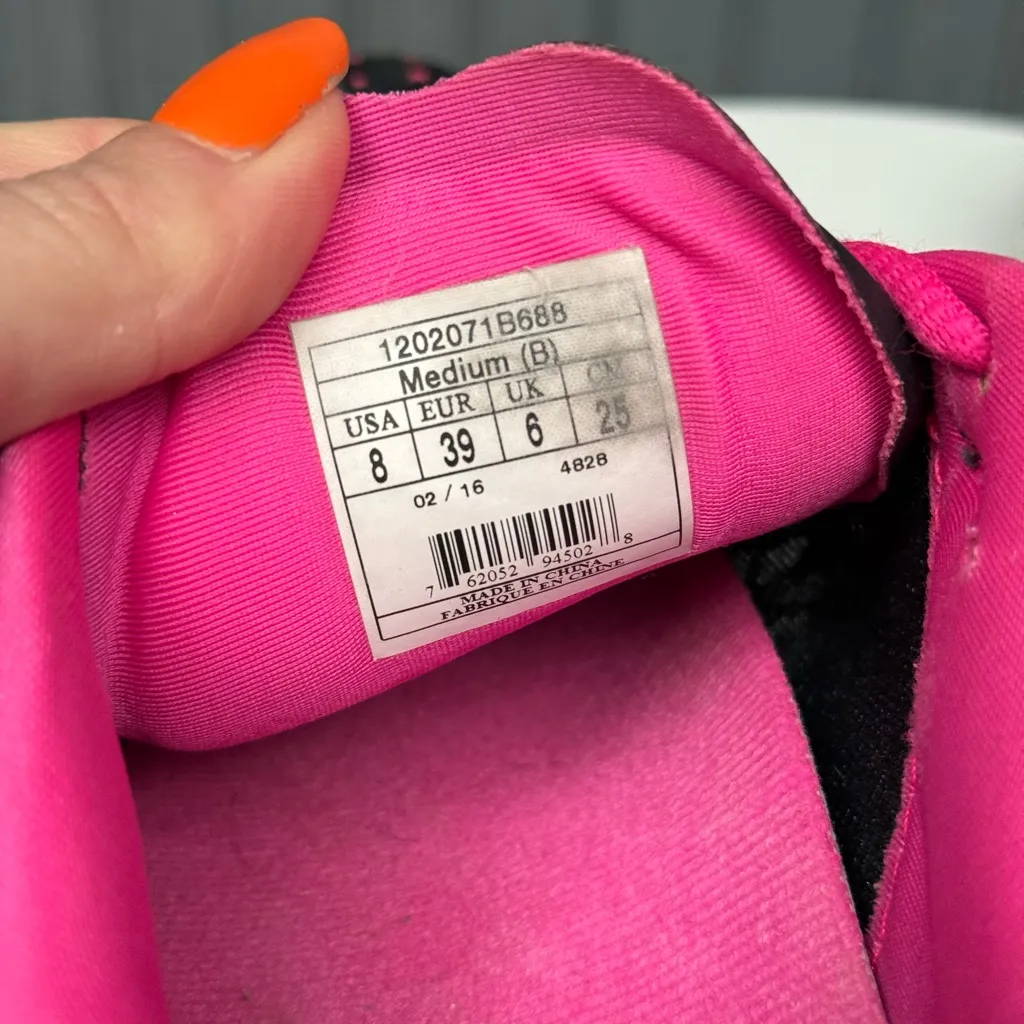 1202071B688
Medium (B)
USA EUR UK CM
8 39 6 25
02 / 16 4828
7 62052 94502 8
MADE IN CHINA
FABRIQUE EN CHINE